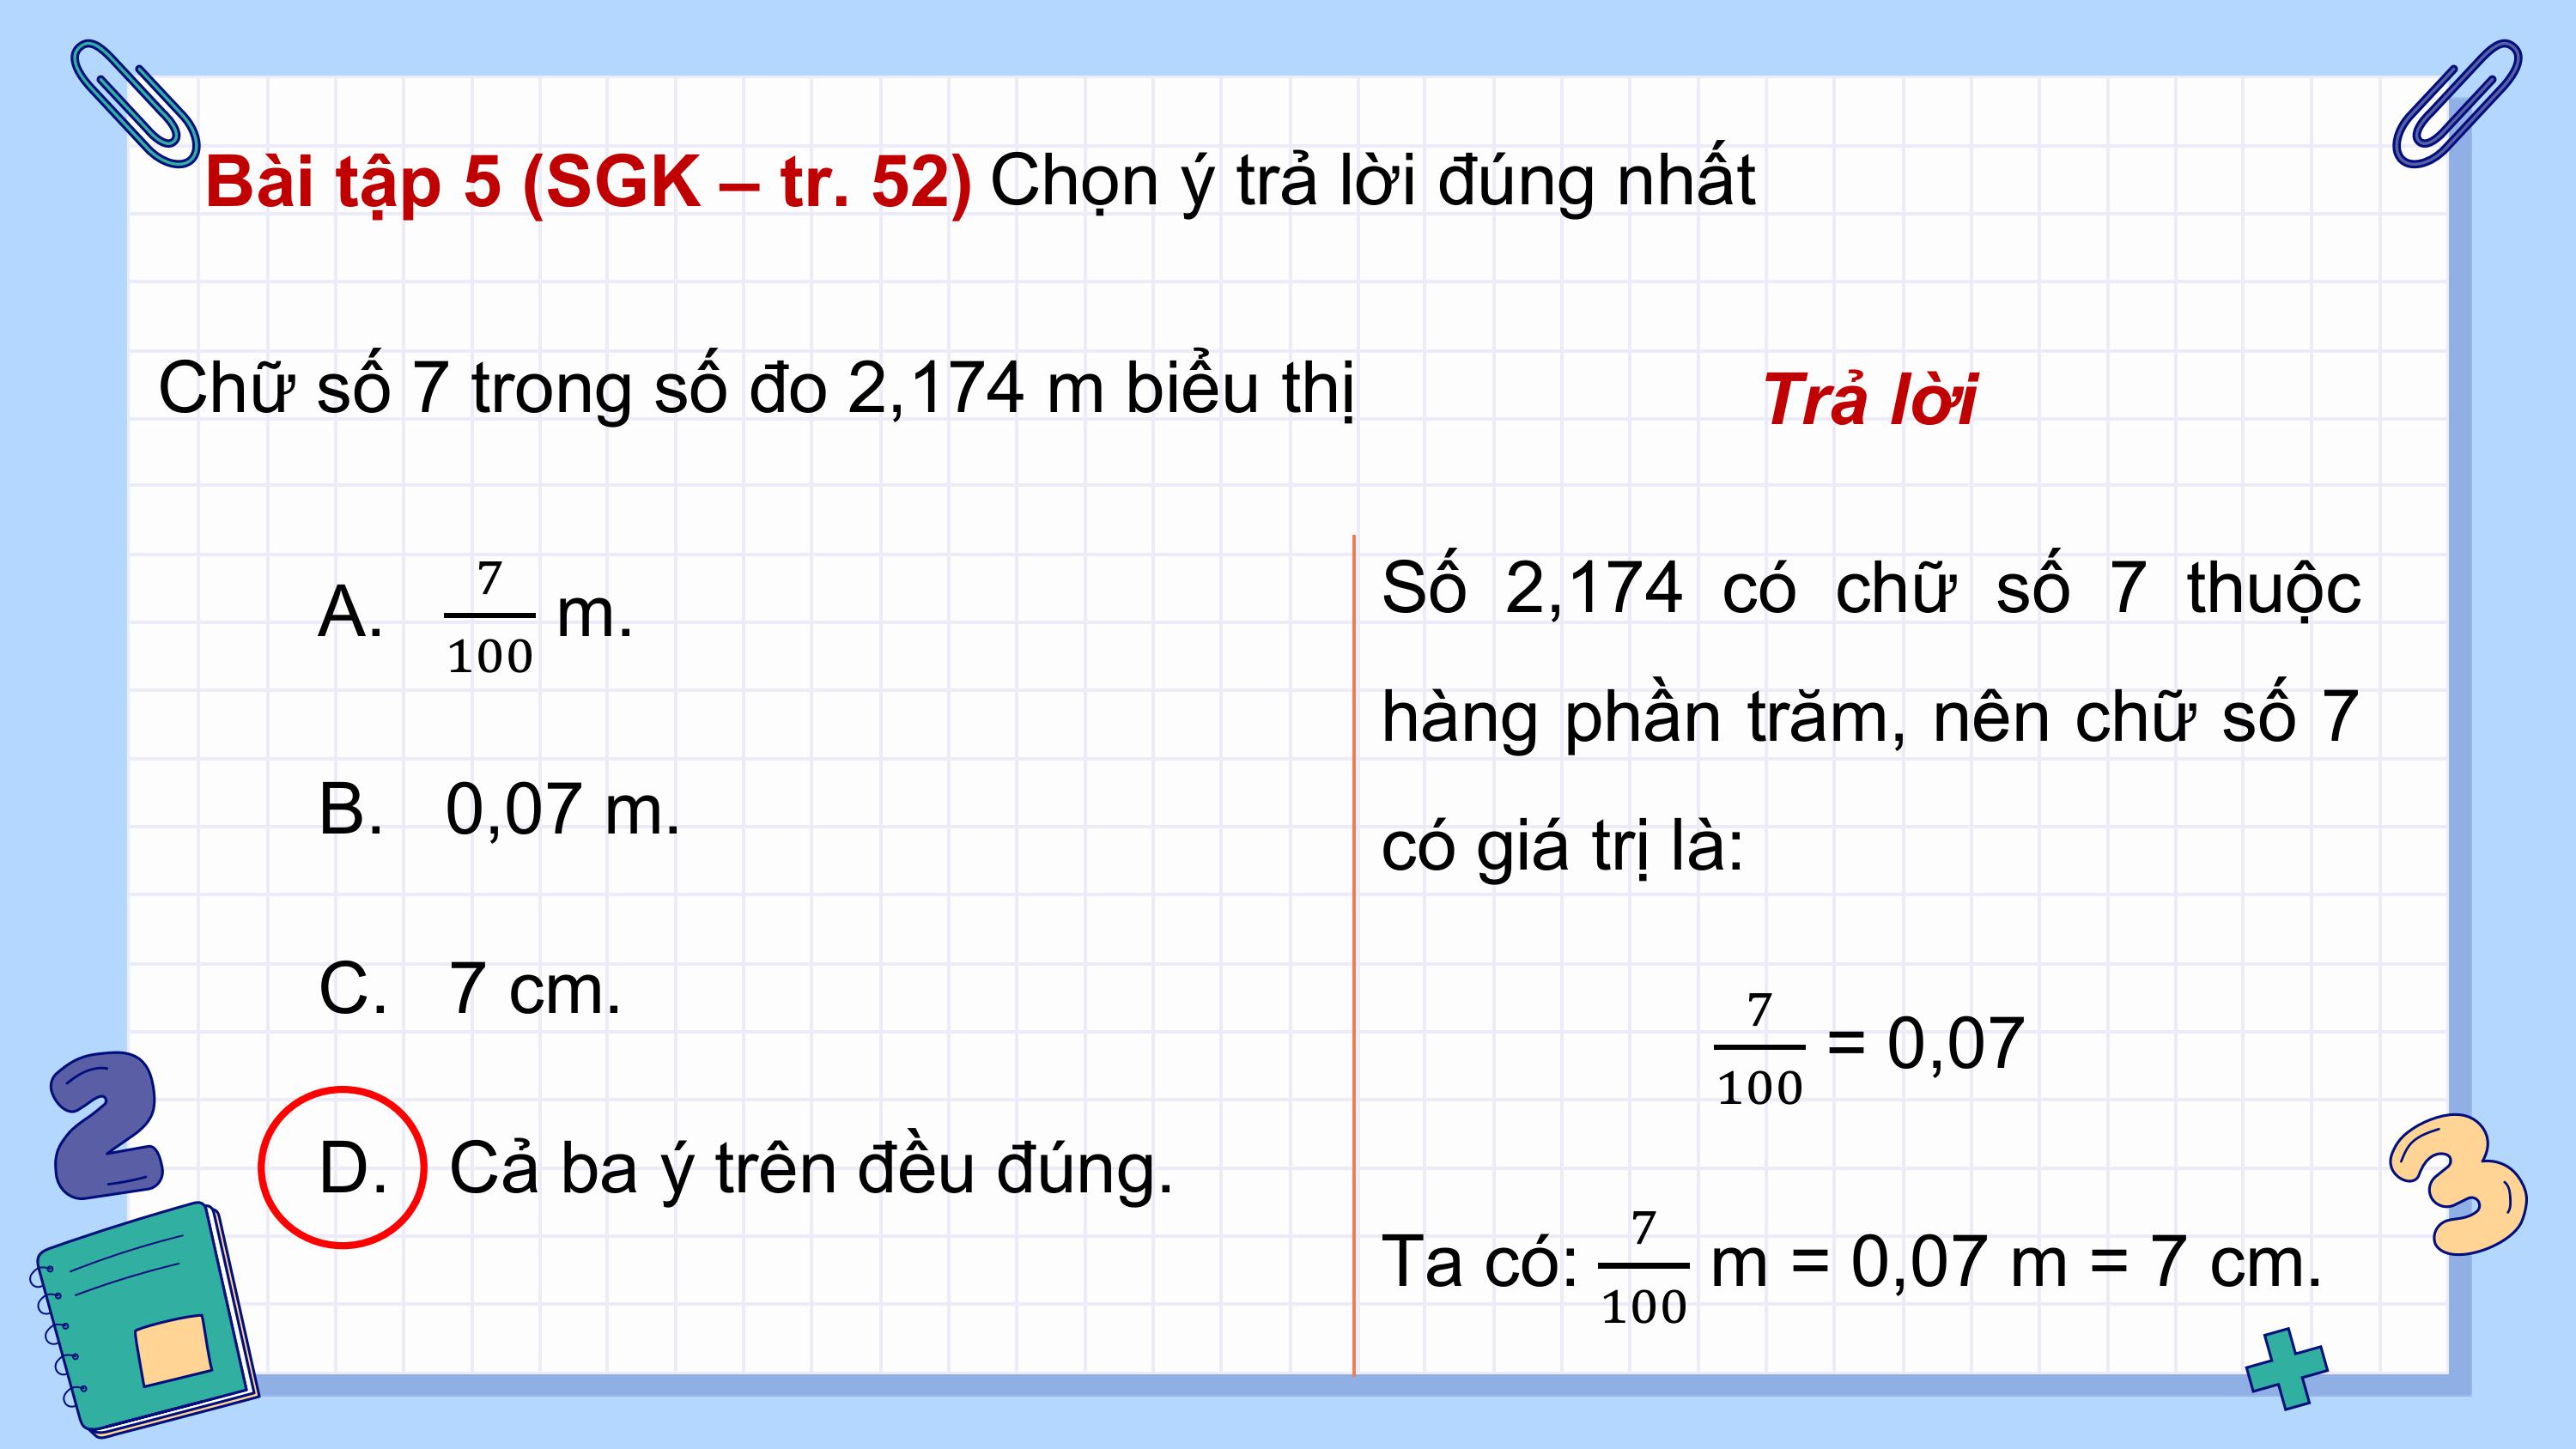 Bài tập 5 (SGK – tr. 52) Chọn ý trả lời đúng nhất
Chữ số 7 trong số đo 2,174 m biểu thị
A. 7/100 m.
B. 0,07 m.
C. 7 cm.
D. Cả ba ý trên đều đúng.
Trả lời
Số 2,174 có chữ số 7 thuộc
hàng phần trăm, nên chữ số 7
có giá trị là:
7/100 = 0,07
Ta có: 7/100 m = 0,07 m = 7 cm.
2
3